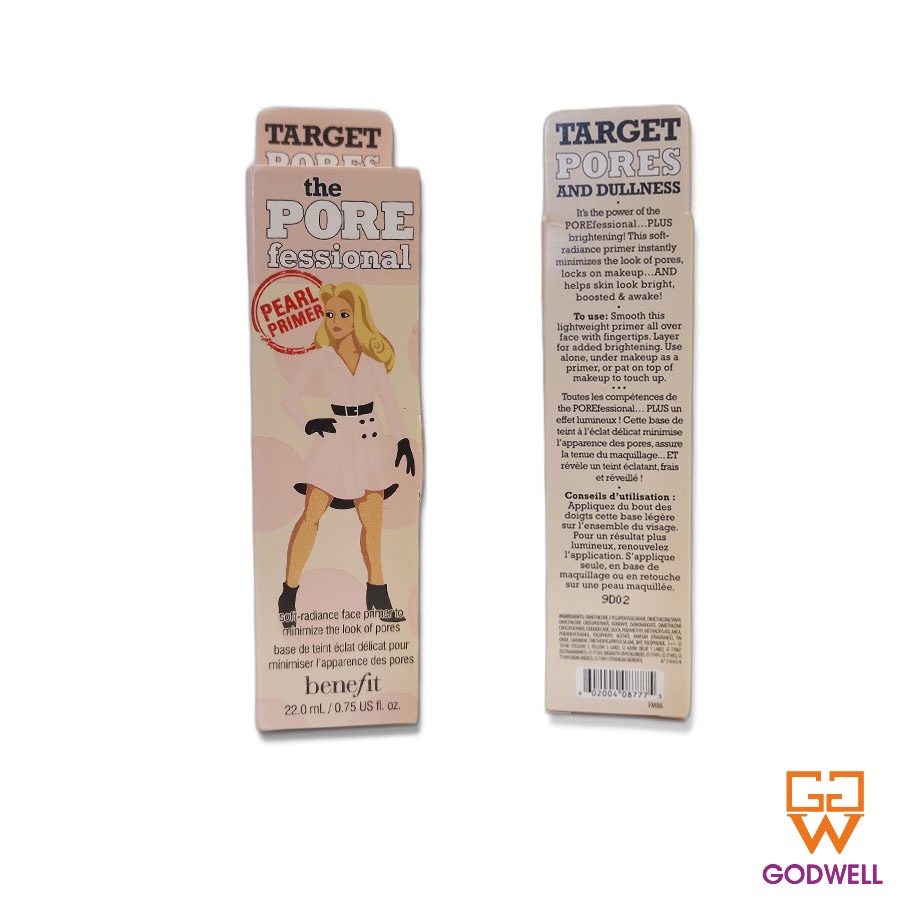 TARGET
PORES
the
PORE
fessional
PEARL
PRIMER
soft-radiance face primer to
minimize the look of pores
base de teint éclat délicat pour
minimiser l'apparence des pores
benefit
22.0 mL / 0.75 US fl. oz.
TARGET
PORES
AND DULLNESS
•
It's the power of the
POREfessional...PLUS
brightening! This soft-
radiance primer instantly
minimizes the look of pores,
locks on makeup...AND
helps skin look bright,
boosted & awake!
•
To use: Smooth this
lightweight primer all over
face with fingertips. Layer
for added brightening. Use
alone, under makeup as a
primer, or pat on top of
makeup to touch up.
•••
Toutes les compétences de
the POREfessional... PLUS un
effet lumineux ! Cette base de
teint à l'éclat délicat minimise
l'apparence des pores, assure
la tenue du maquillage... ET
révèle un teint éclatant, frais
et réveillé !
•
Conseils d'utilisation :
Appliquez du bout des
doigts cette base légère
sur l'ensemble du visage.
Pour un résultat plus
lumineux, renouvelez
l'application. S'applique
seule, en base de
maquillage ou en retouche
sur une peau maquillée.
9D02
INGREDIENTS: DIMETHICONE,
6 02004 08777 5
FM86
GODWELL